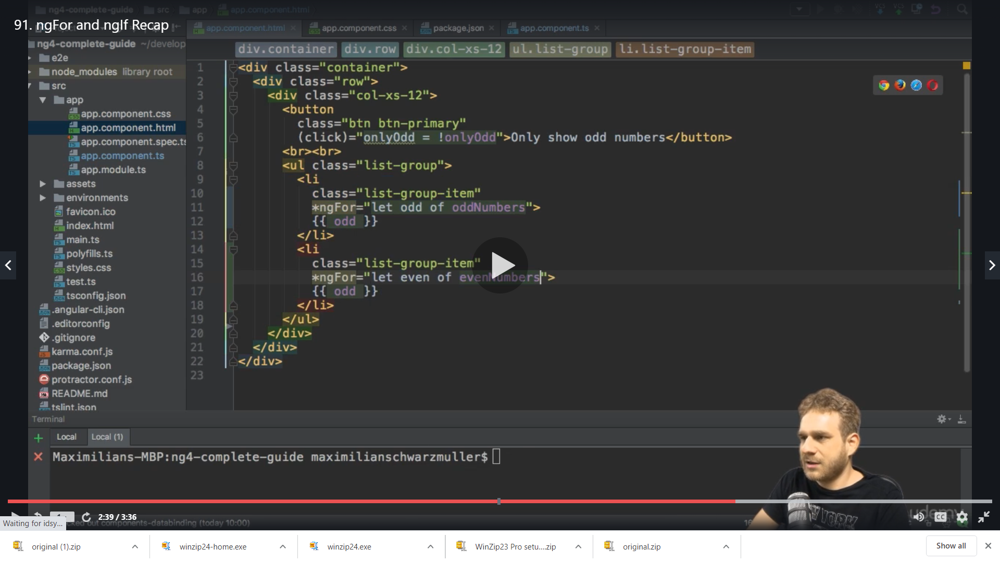 ng4-complete-guide src app app.component.html
91. ngFor and ngIf Recap
app.component.html app.component.css package.json app.component.ts
ng4-complete-guide ~/develop
div.container div.row div.col-xs-12 ul.list-group li.list-group-item
e2e
node_modules library root
src
app
app.component.css
app.component.html
app.component.spec.ts
app.component.ts
app.module.ts
assets
environments
favicon.ico
index.html
main.ts
polyfills.ts
styles.css
test.ts
tsconfig.json
.angular-cli.json
.editorconfig
.gitignore
karma.conf.js
package.json
protractor.conf.js
README.md
tslint.json
1 <div class="container">
2 <div class="row">
3 <div class="col-xs-12">
4 <button
5 class="btn btn-primary"
6 (click)="onlyOdd = !onlyOdd">Only show odd numbers</button>
7 <br><br>
8 <ul class="list-group">
9 <li
10 class="list-group-item"
11 *ngFor="let odd of oddNumbers">
12 {{ odd }}
13 </li>
14 <li
15 class="list-group-item"
16 *ngFor="let even of evenNumbers">
17 {{ odd }}
18 </li>
19 </ul>
20 </div>
21 </div>
22 </div>
23
Terminal
Local Local (1)
Maximilians-MBP:ng4-complete-guide maximilianschwarzmuller$
udemy
2:39 / 3:36
CC
Waiting for idsy...
components-databinding (today 10:00)
original (1).zip winzip24-home.exe winzip24.exe WinZip23 Pro setu....zip original.zip Show all